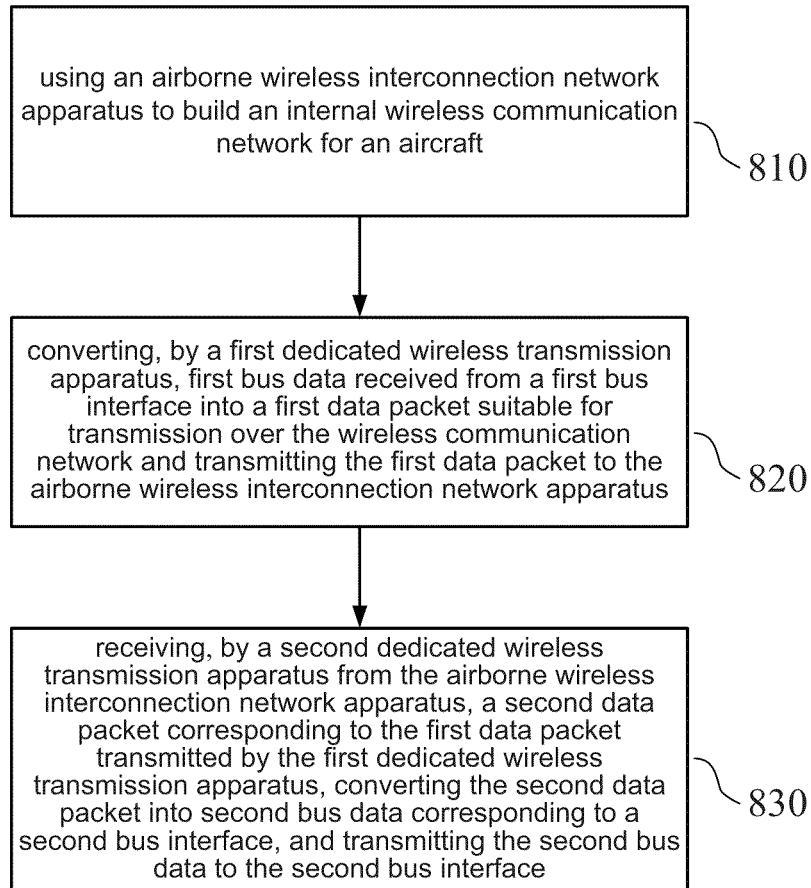 using an airborne wireless interconnection network
apparatus to build an internal wireless communication
network for an aircraft
810
converting, by a first dedicated wireless transmission
apparatus, first bus data received from a first bus
interface into a first data packet suitable for
transmission over the wireless communication
network and transmitting the first data packet to the
airborne wireless interconnection network apparatus
820
receiving, by a second dedicated wireless
transmission apparatus from the airborne wireless
interconnection network apparatus, a second data
packet corresponding to the first data packet
transmitted by the first dedicated wireless
transmission apparatus, converting the second data
packet into second bus data corresponding to a
second bus interface, and transmitting the second bus
data to the second bus interface
830